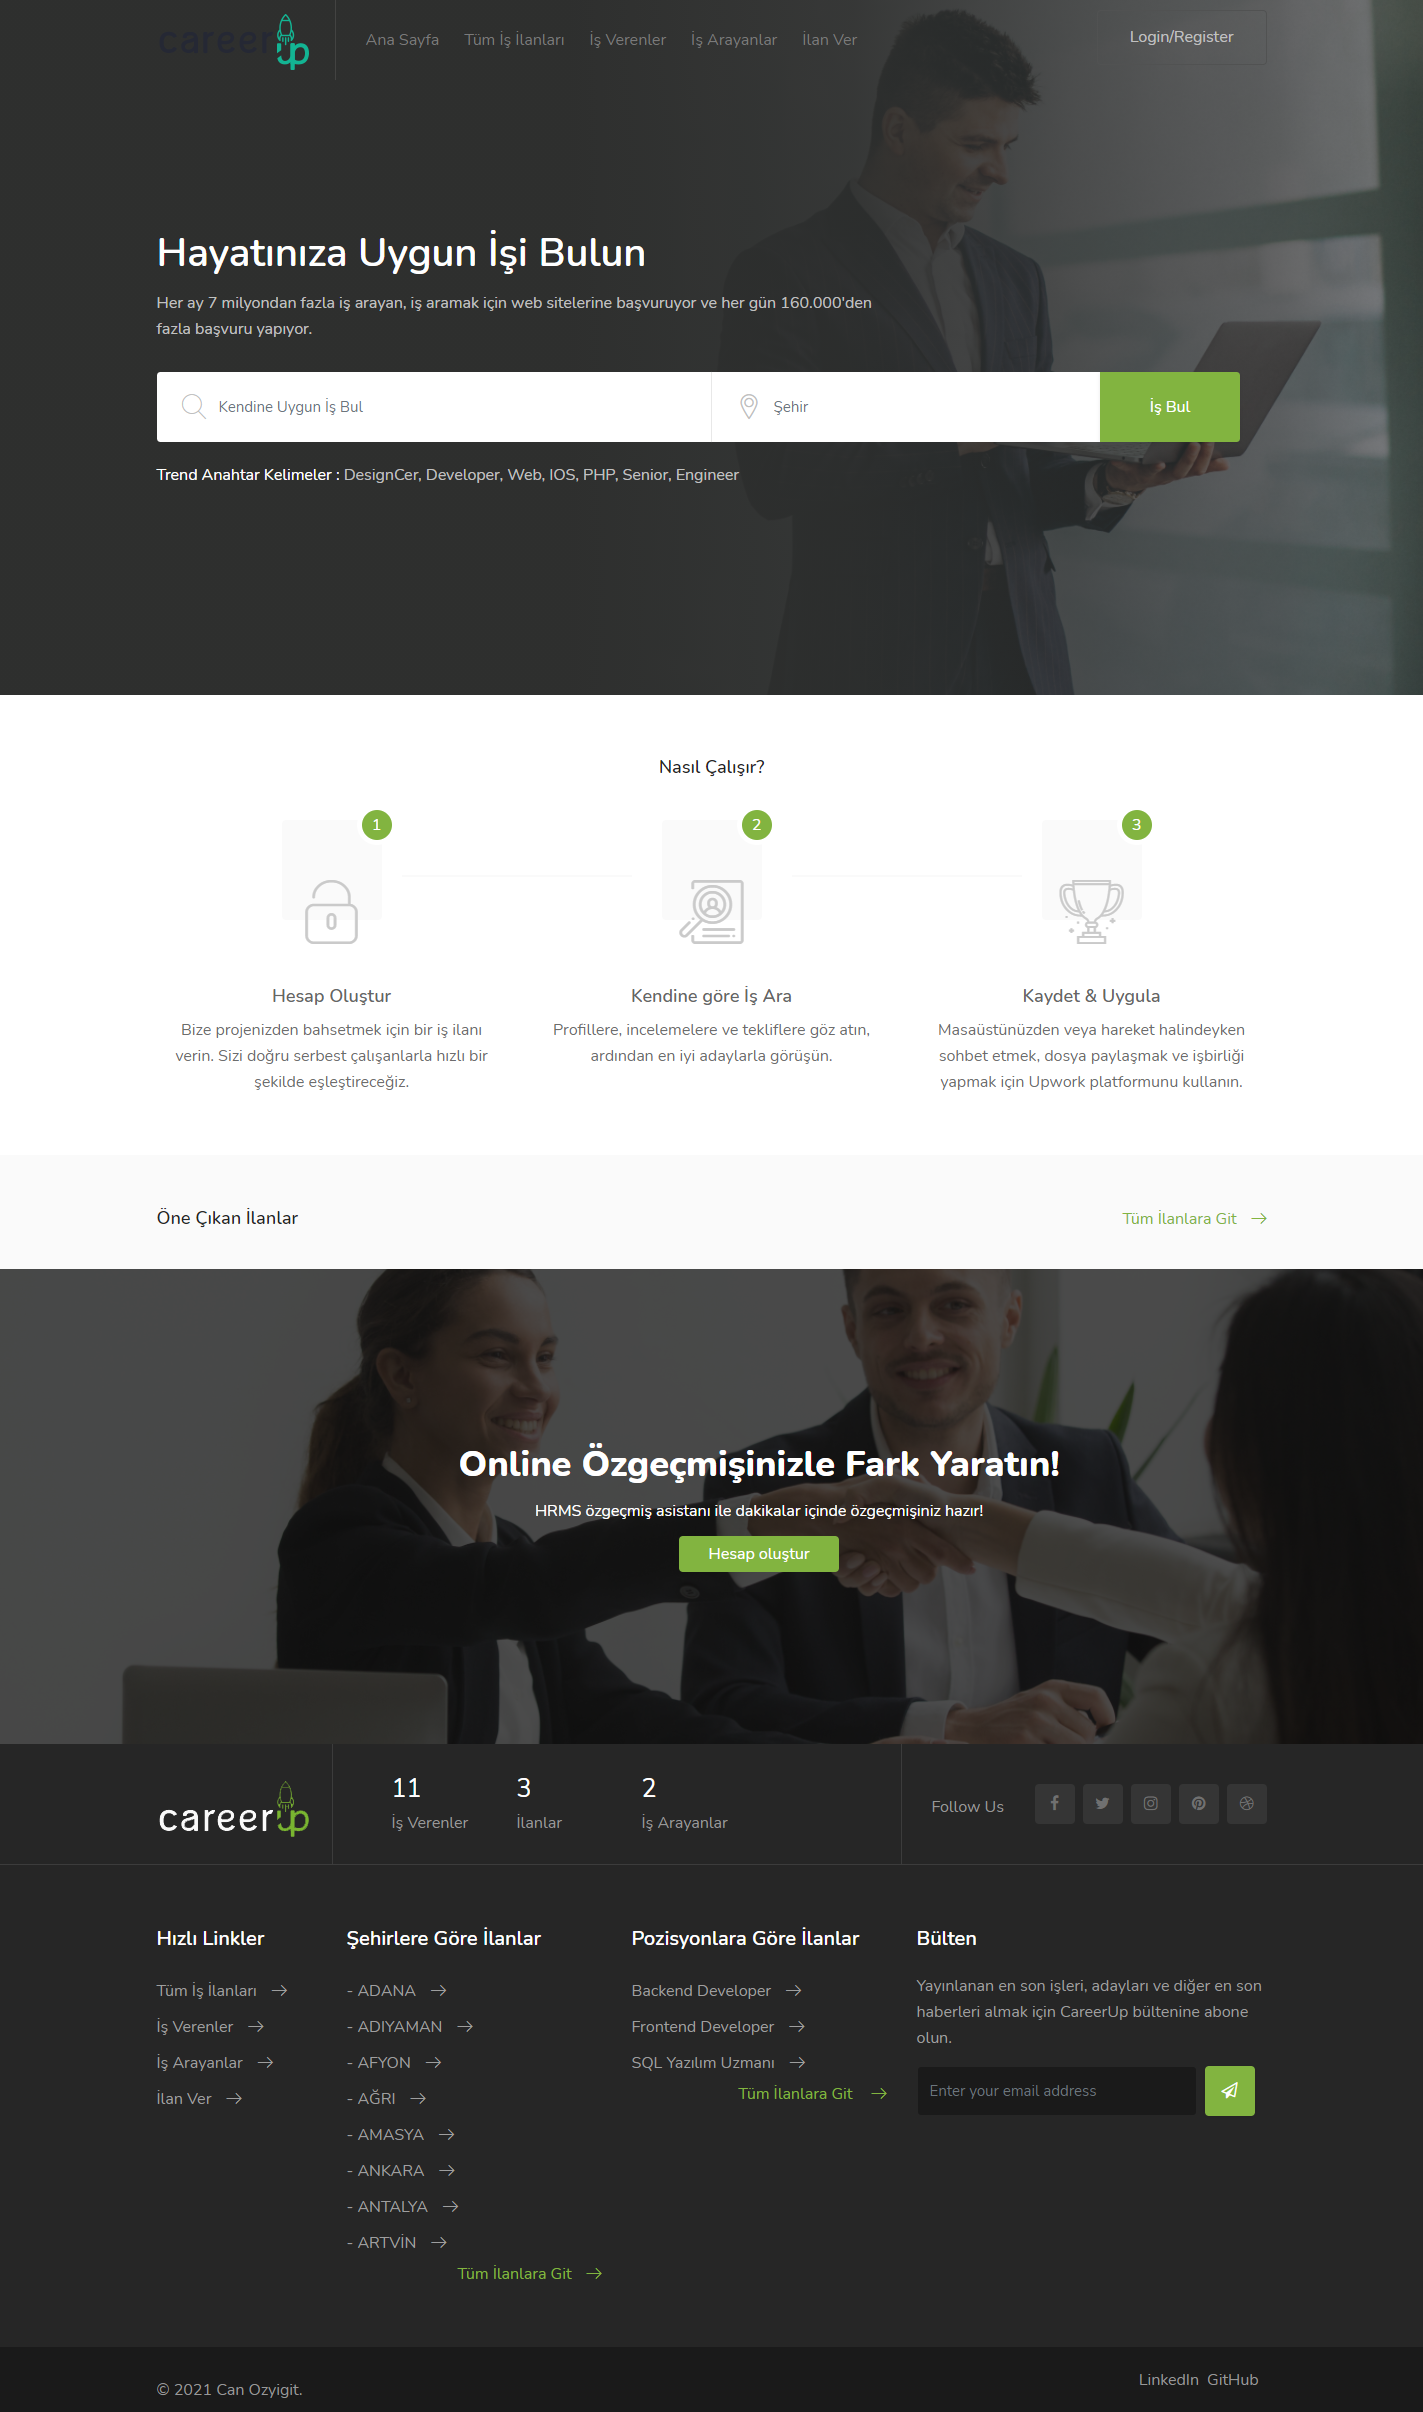 careerup
Ana Sayfa
Tüm İş İlanları
İş Verenler
İş Arayanlar
İlan Ver
Login/Register
Hayatınıza Uygun İşi Bulun
Her ay 7 milyondan fazla iş arayan, iş aramak için web sitelerine başvuruyor ve her gün 160.000'den
fazla başvuru yapıyor.
Kendine Uygun İş Bul
Şehir
İş Bul
Trend Anahtar Kelimeler : DesignCer, Developer, Web, IOS, PHP, Senior, Engineer
Nasıl Çalışır?
1
2
3
Hesap Oluştur
Bize projenizden bahsetmek için bir iş ilanı
verin. Sizi doğru serbest çalışanlarla hızlı bir
şekilde eşleştireceğiz.
Kendine göre İş Ara
Profillere, incelemelere ve tekliflere göz atın,
ardından en iyi adaylarla görüşün.
Kaydet & Uygula
Masaüstünüzden veya hareket halindeyken
sohbet etmek, dosya paylaşmak ve işbirliği
yapmak için Upwork platformunu kullanın.
Öne Çıkan İlanlar
Tüm İlanlara Git
Online Özgeçmişinizle Fark Yaratın!
HRMS özgeçmiş asistanı ile dakikalar içinde özgeçmişiniz hazır!
Hesap oluştur
careerup
11
İş Verenler
3
İlanlar
2
İş Arayanlar
Follow Us
Hızlı Linkler
Tüm İş İlanları
İş Verenler
İş Arayanlar
İlan Ver
Şehirlere Göre İlanlar
- ADANA
- ADIYAMAN
- AFYON
- AĞRI
- AMASYA
- ANKARA
- ANTALYA
- ARTVİN
Tüm İlanlara Git
Pozisyonlara Göre İlanlar
Backend Developer
Frontend Developer
SQL Yazılım Uzmanı
Tüm İlanlara Git
Bülten
Yayınlanan en son işleri, adayları ve diğer en son
haberleri almak için CareerUp bültenine abone
olun.
Enter your email address
© 2021 Can Ozyigit.
LinkedIn GitHub